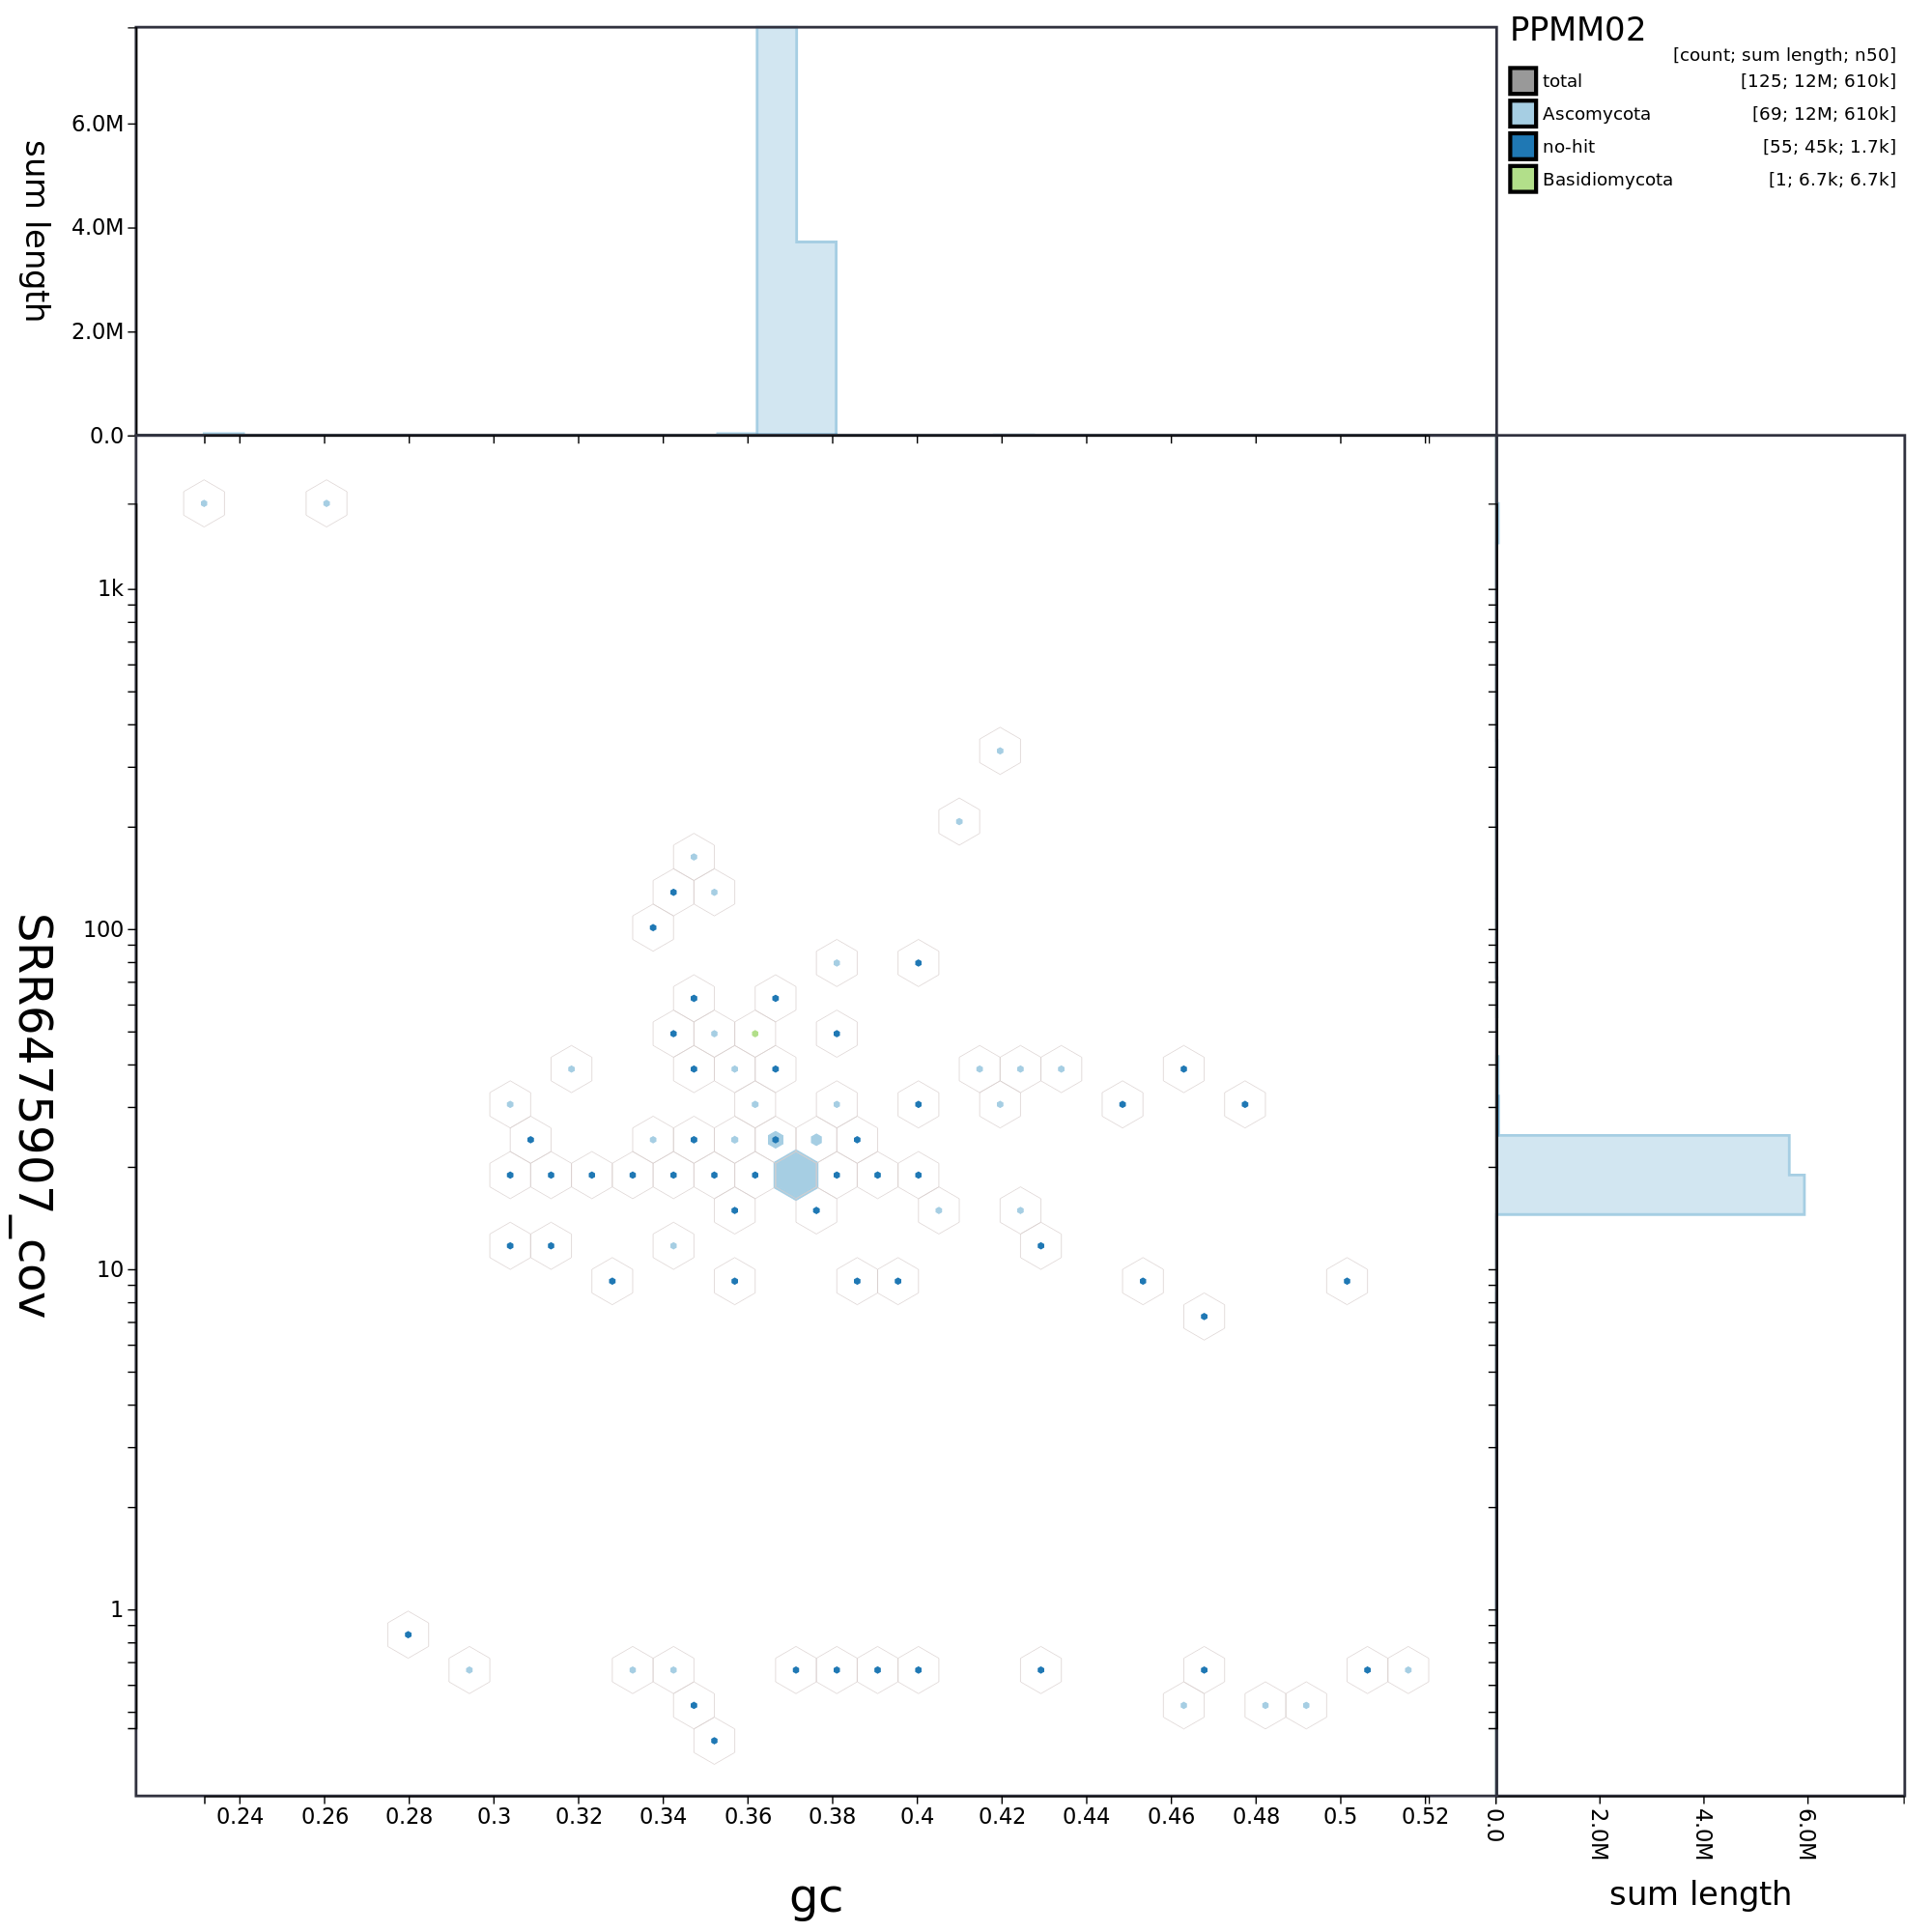 PPMM02
[count; sum length; n50]
total [125; 12M; 610k]
Ascomycota [69; 12M; 610k]
no-hit [55; 45k; 1.7k]
Basidiomycota [1; 6.7k; 6.7k]
sum length
6.0M
4.0M
2.0M
0.0
SRR6475907_cov
1k
100
10
1
0.24 0.26 0.28 0.3 0.32 0.34 0.36 0.38 0.4 0.42 0.44 0.46 0.48 0.5 0.52
gc
0.0 2.0M 4.0M 6.0M
sum length